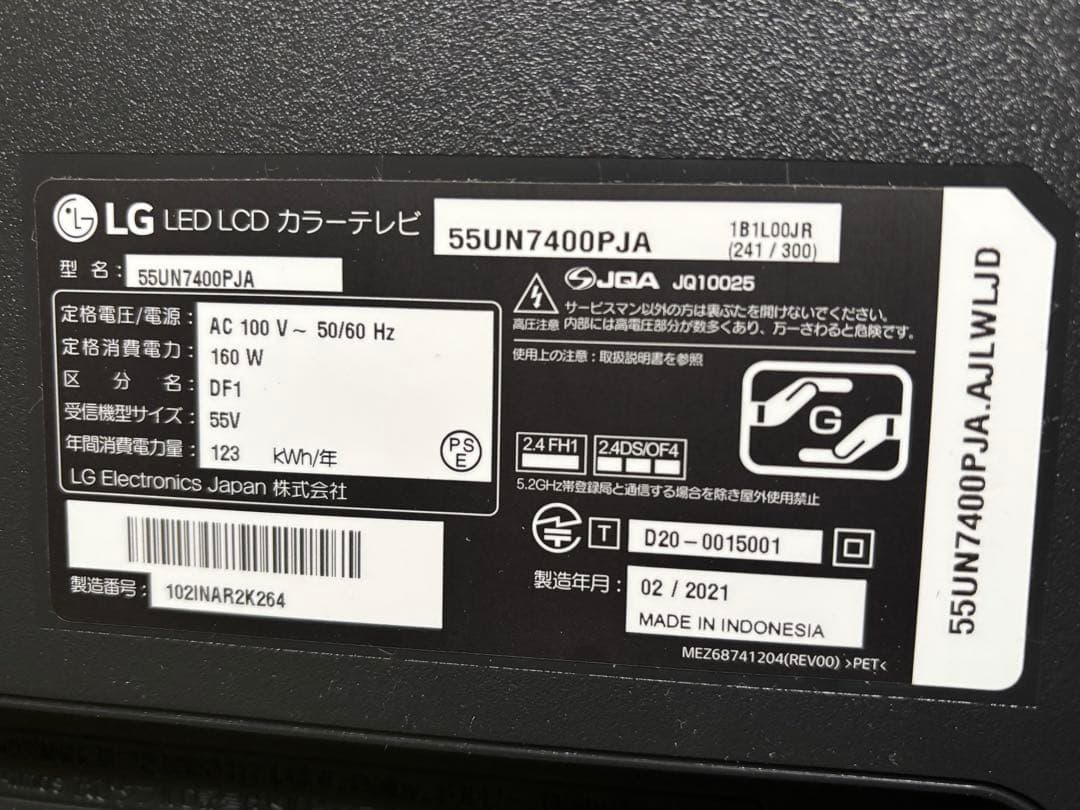 LG LED LCD カラーテレビ
55UN7400PJA
1B1L00JR
(241 / 300)
型 名: 55UN7400PJA
定格電圧/電源: AC 100 V ~ 50/60 Hz
定格消費電力: 160 W
区 分 名: DF1
受信機型サイズ: 55V
年間消費電力量: 123 kWh/年
PS
E
LG Electronics Japan 株式会社
製造番号: 102INAR2K264
JQA JQ10025
高圧注意
サービスマン以外の方は裏ぶたを開けないでください。
内部には高電圧部分が数多くあり、万一さわると危険です。
使用上の注意:取扱説明書を参照
G
2.4 FH1
2.4DS/OF4
5.2GHz帯登録局と通信する場合を除き屋外使用禁止
T D20-0015001
製造年月: 02 / 2021
MADE IN INDONESIA
MEZ68741204(REV00) >PET<
55UN7400PJA.AJLWLJD